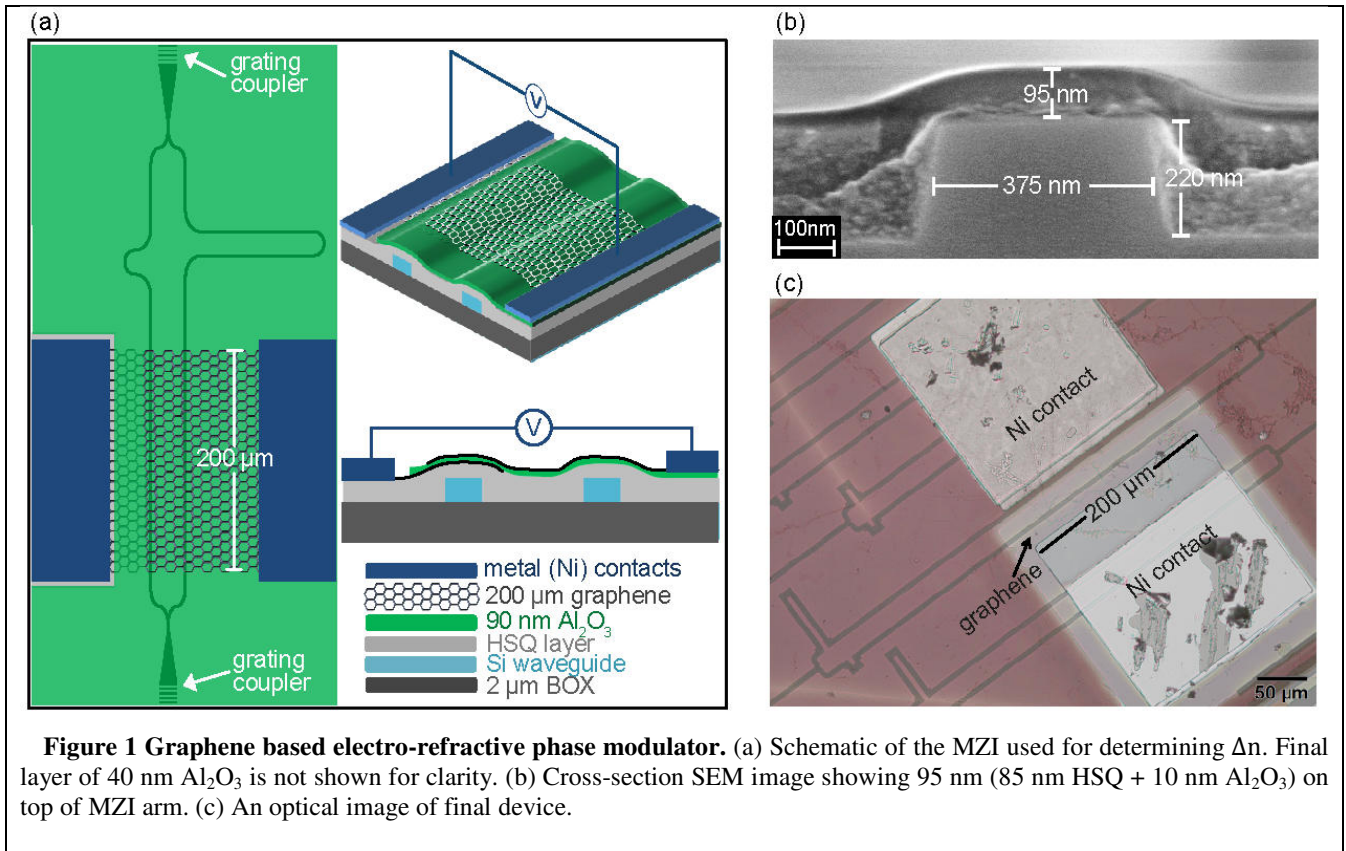 (a)
grating
coupler
200 µm
grating
coupler
V
V
metal (Ni) contacts
200 µm graphene
90 nm Al₂O₃
HSQ layer
Si waveguide
2 µm BOX
(b)
95 nm
375 nm
220 nm
100nm
(c)
Ni contact
200 µm
graphene
Ni contact
50 µm
Figure 1 Graphene based electro-refractive phase modulator. (a) Schematic of the MZI used for determining Δn. Final
layer of 40 nm Al₂O₃ is not shown for clarity. (b) Cross-section SEM image showing 95 nm (85 nm HSQ + 10 nm Al₂O₃) on
top of MZI arm. (c) An optical image of final device.